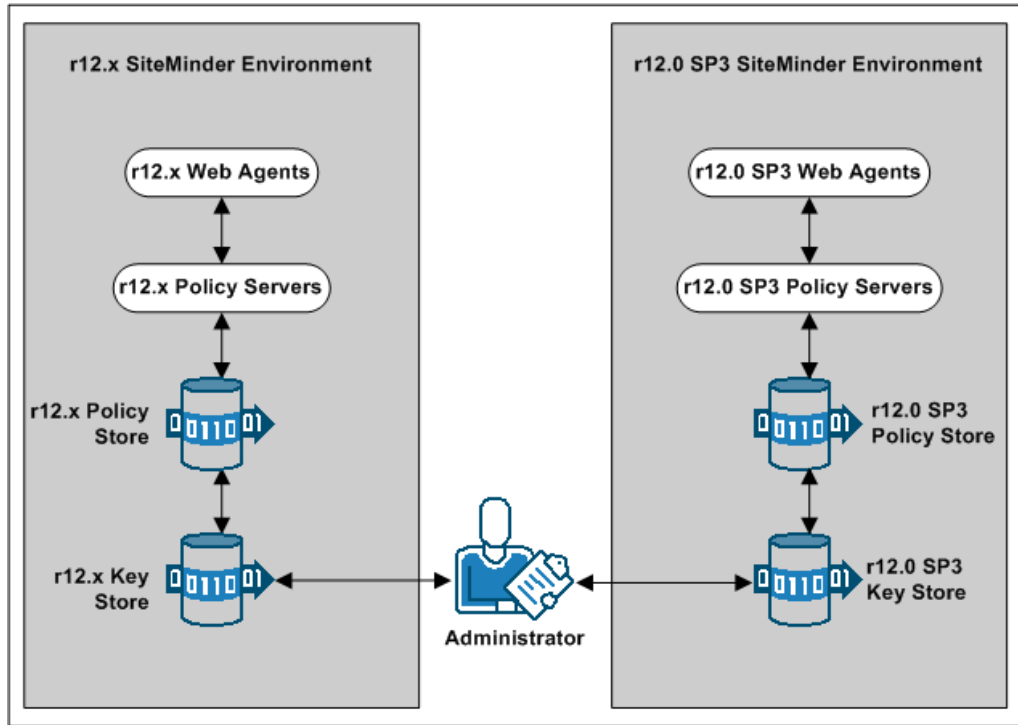 r12.x SiteMinder Environment
r12.x Web Agents
r12.x Policy Servers
r12.x Policy
Store
0110
01
r12.x Key
Store
0110
01
Administrator
r12.0 SP3 SiteMinder Environment
r12.0 SP3 Web Agents
r12.0 SP3 Policy Servers
0110
01
r12.0 SP3
Policy Store
0110
01
r12.0 SP3
Key Store